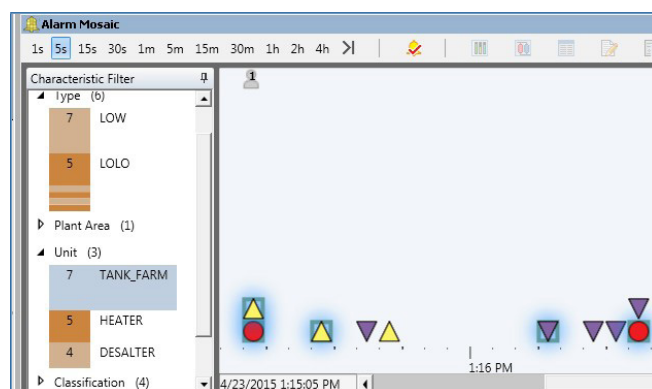 Alarm Mosaic
1s 5s 15s 30s 1m 5m 15m 30m 1h 2h 4h
Characteristic Filter
1
Type (6)
7 LOW
5 LOLO
Plant Area (1)
Unit (3)
7 TANK_FARM
5 HEATER
4 DESALTER
1:16 PM
Classification (4)
4/23/2015 1:15:05 PM